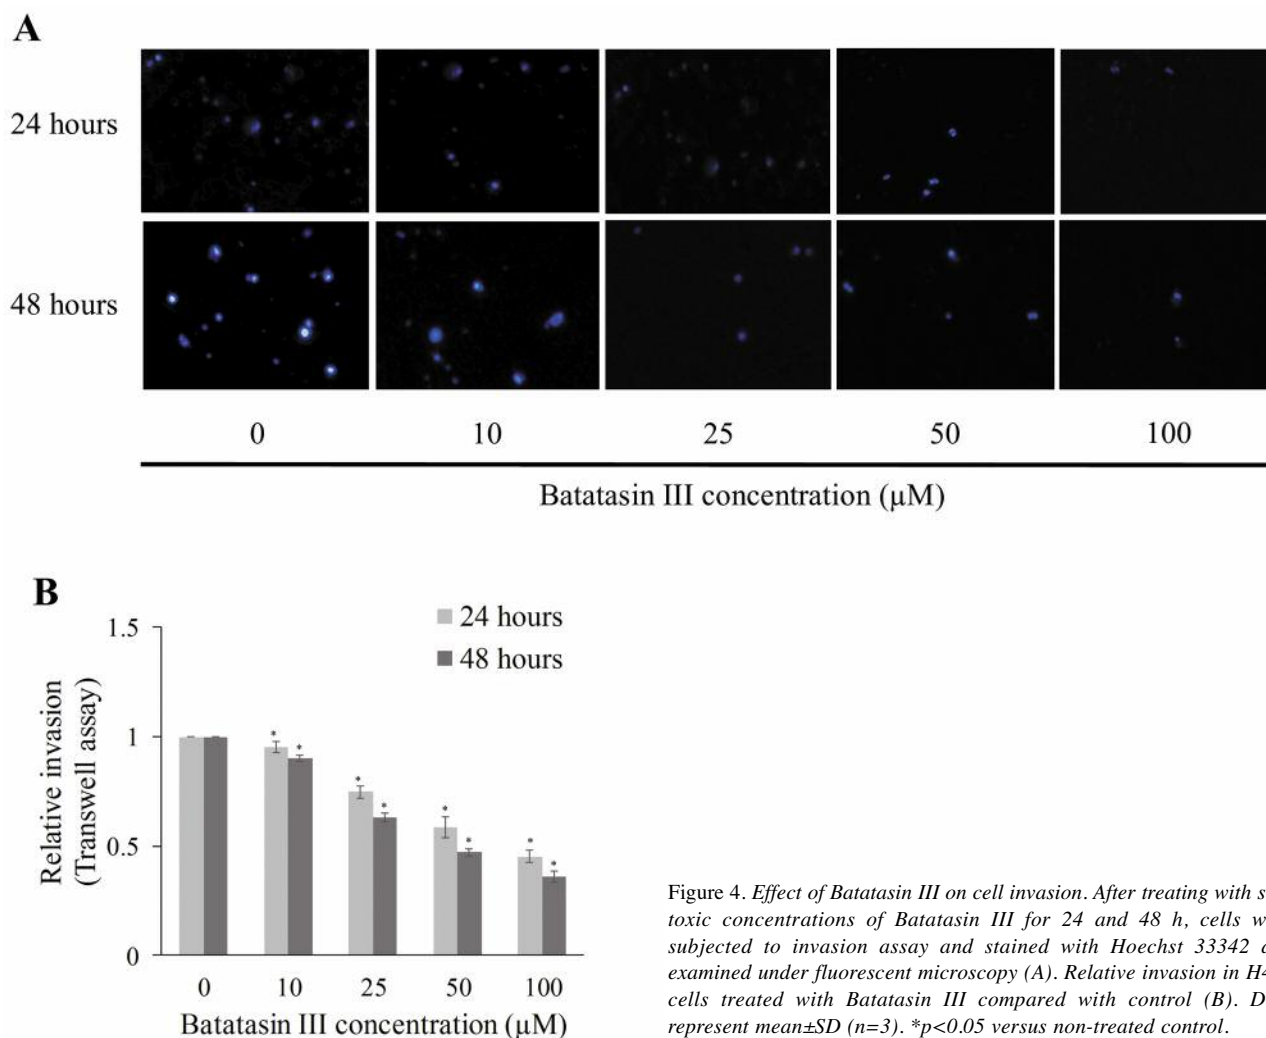 A
24 hours
48 hours
0 10 25 50 100
Batatasin III concentration (µM)
B
24 hours
48 hours
Relative invasion
(Transwell assay)
1.5
1
0.5
0
* * * * * * * *
0 10 25 50 100
Batatasin III concentration (µM)
Figure 4. Effect of Batatasin III on cell invasion. After treating with
toxic concentrations of Batatasin III for 24 and 48 h, cells
subjected to invasion assay and stained with Hoechst 33342
examined under fluorescent microscopy (A). Relative invasion in
cells treated with Batatasin III compared with control (B).
represent mean±SD (n=3). *p<0.05 versus non-treated control.